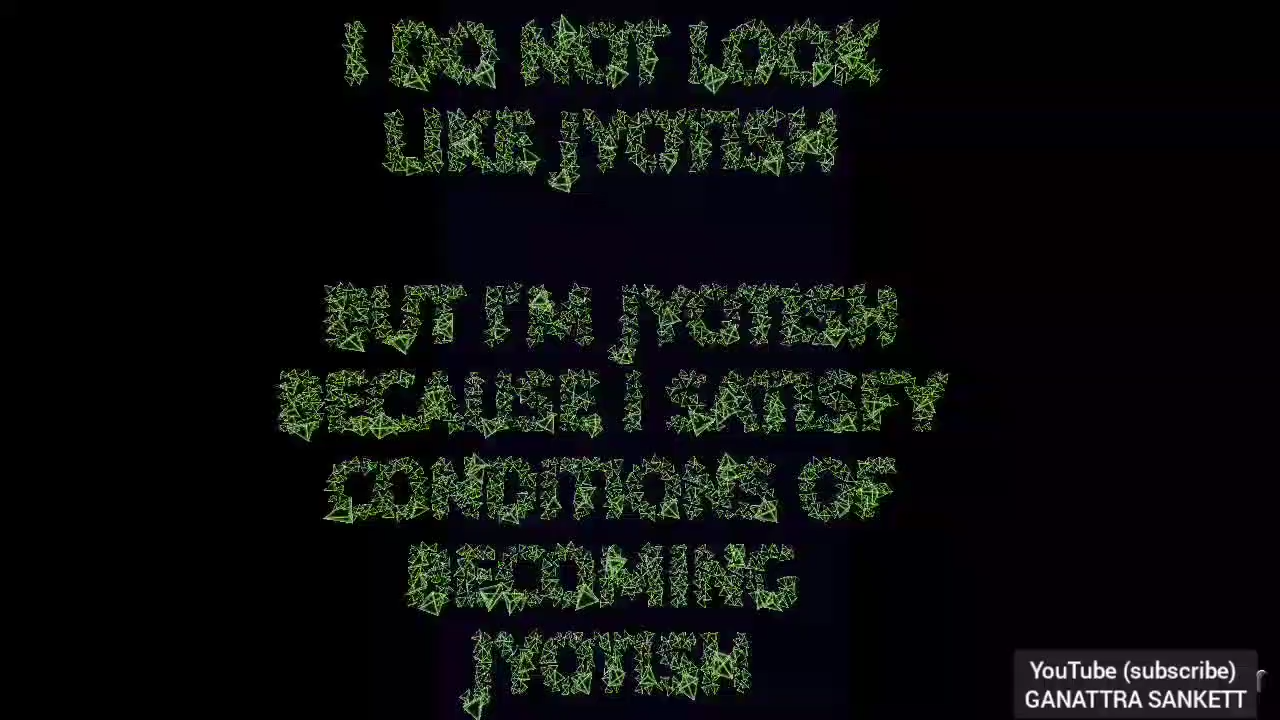 I DO NOT LOOK
LIKE JYOTISH
BUT I'M JYOTISH
BECAUSE I SATISFY
CONDITIONS OF
BECOMING
JYOTISH
YouTube (subscribe)
GANATTRA SANKETT